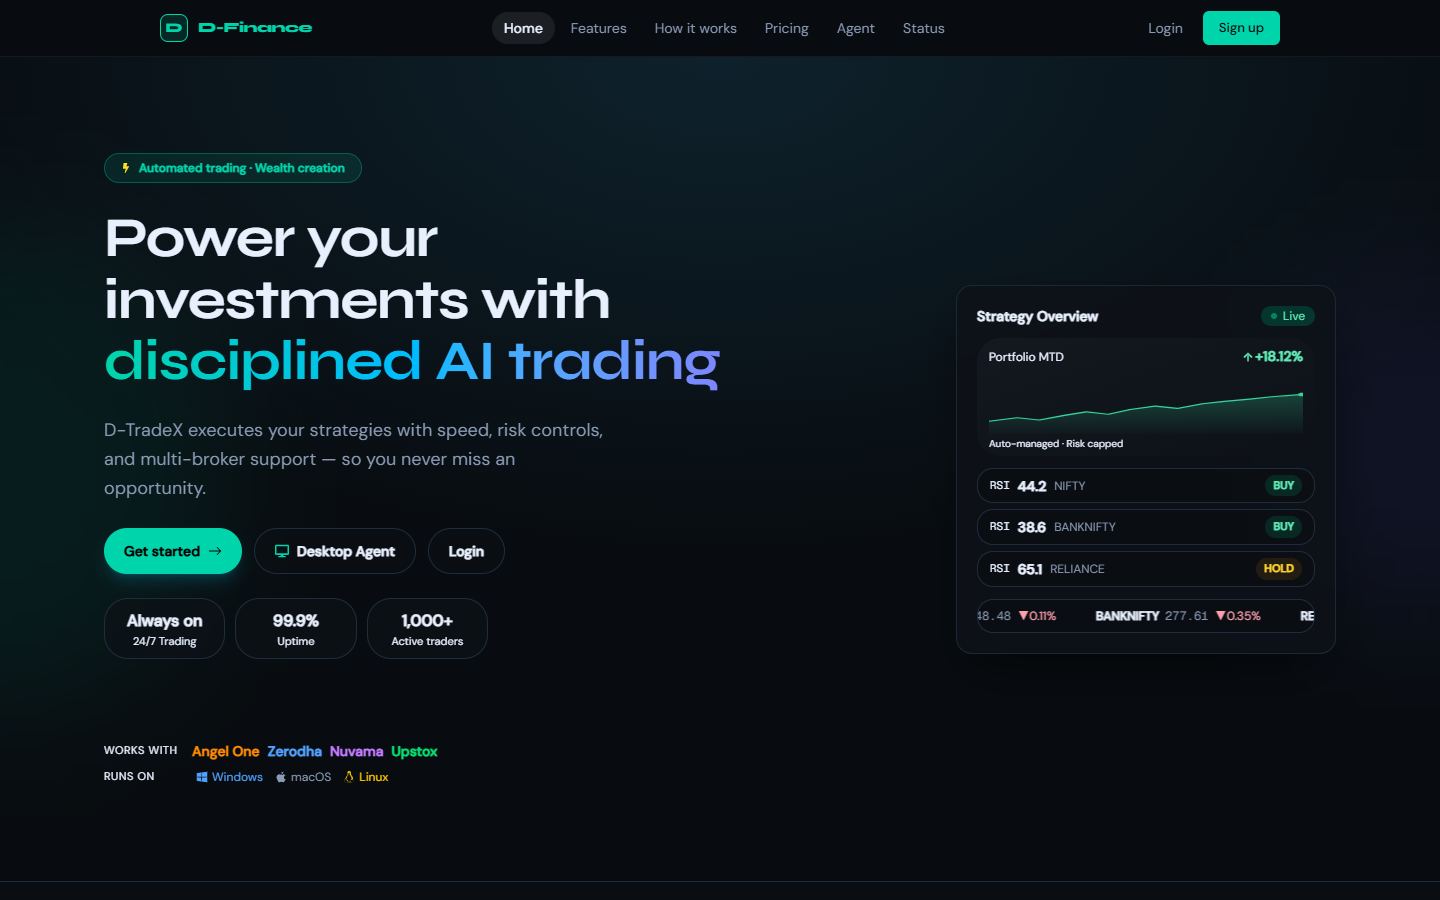 D D-Finance Home Features How it works Pricing Agent Status Login Sign up
Automated trading · Wealth creation
Power your
investments with
disciplined AI trading
D-TradeX executes your strategies with speed, risk controls,
and multi-broker support — so you never miss an
opportunity.
Get started → Desktop Agent Login
Always on
24/7 Trading
99.9%
Uptime
1,000+
Active traders
WORKS WITH Angel One Zerodha Nuvama Upstox
RUNS ON Windows macOS Linux
Strategy Overview Live
Portfolio MTD ↑+18.12%
Auto-managed · Risk capped
RSI 44.2 NIFTY BUY
RSI 38.6 BANKNIFTY BUY
RSI 65.1 RELIANCE HOLD
48.48 ▼0.11% BANKNIFTY 277.61 ▼0.35% RE